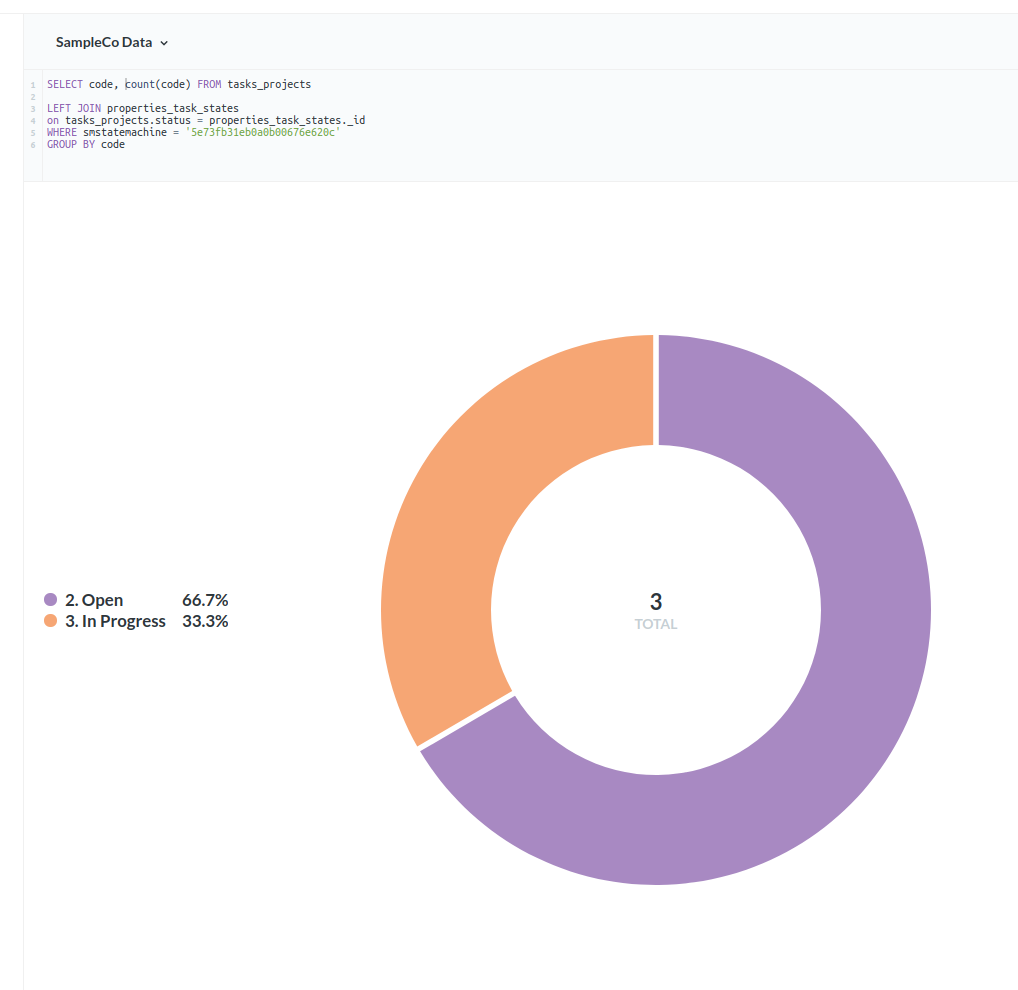 SampleCo Data
1 SELECT code, count(code) FROM tasks_projects
2
3 LEFT JOIN properties_task_states
4 on tasks_projects.status = properties_task_states._id
5 WHERE smstatemachine = '5e73fb31eb0a0b00676e620c'
6 GROUP BY code
2. Open 66.7%
3. In Progress 33.3%
3
TOTAL